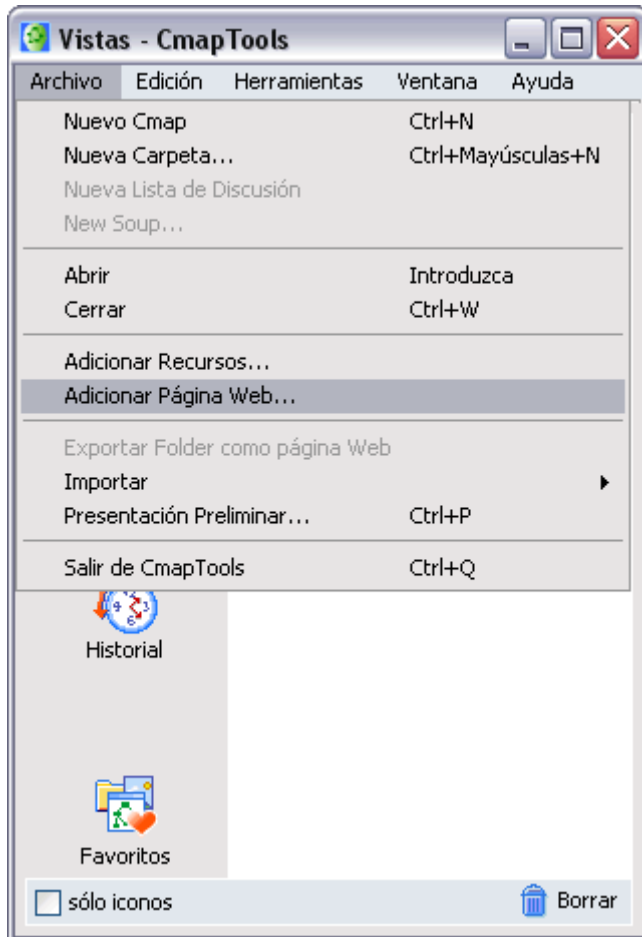 Vistas - CmapTools
Archivo Edición Herramientas Ventana Ayuda
Nuevo Cmap Ctrl+N
Nueva Carpeta... Ctrl+Mayúsculas+N
Nueva Lista de Discusión
New Soup...
Abrir Introduzca
Cerrar Ctrl+W
Adicionar Recursos...
Adicionar Página Web...
Exportar Folder como página Web
Importar
Presentación Preliminar... Ctrl+P
Salir de CmapTools Ctrl+Q
Historial
Favoritos
sólo iconos Borrar